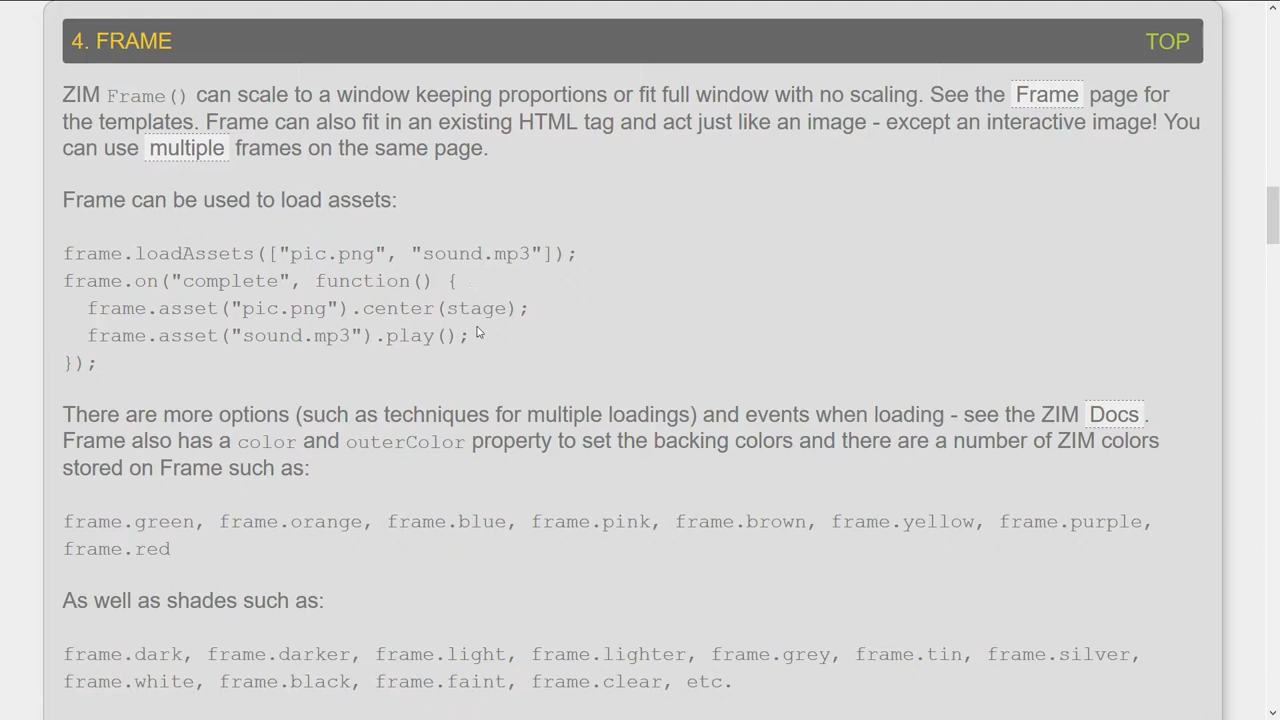 4. FRAME TOP
ZIM Frame() can scale to a window keeping proportions or fit full window with no scaling. See the Frame page for
the templates. Frame can also fit in an existing HTML tag and act just like an image - except an interactive image! You
can use multiple frames on the same page.
Frame can be used to load assets:
frame.loadAssets(["pic.png", "sound.mp3"]);
frame.on("complete", function() {
  frame.asset("pic.png").center(stage);
  frame.asset("sound.mp3").play();
});
There are more options (such as techniques for multiple loadings) and events when loading - see the ZIM Docs.
Frame also has a color and outerColor property to set the backing colors and there are a number of ZIM colors
stored on Frame such as:
frame.green, frame.orange, frame.blue, frame.pink, frame.brown, frame.yellow, frame.purple,
frame.red
As well as shades such as:
frame.dark, frame.darker, frame.light, frame.lighter, frame.grey, frame.tin, frame.silver,
frame.white, frame.black, frame.faint, frame.clear, etc.